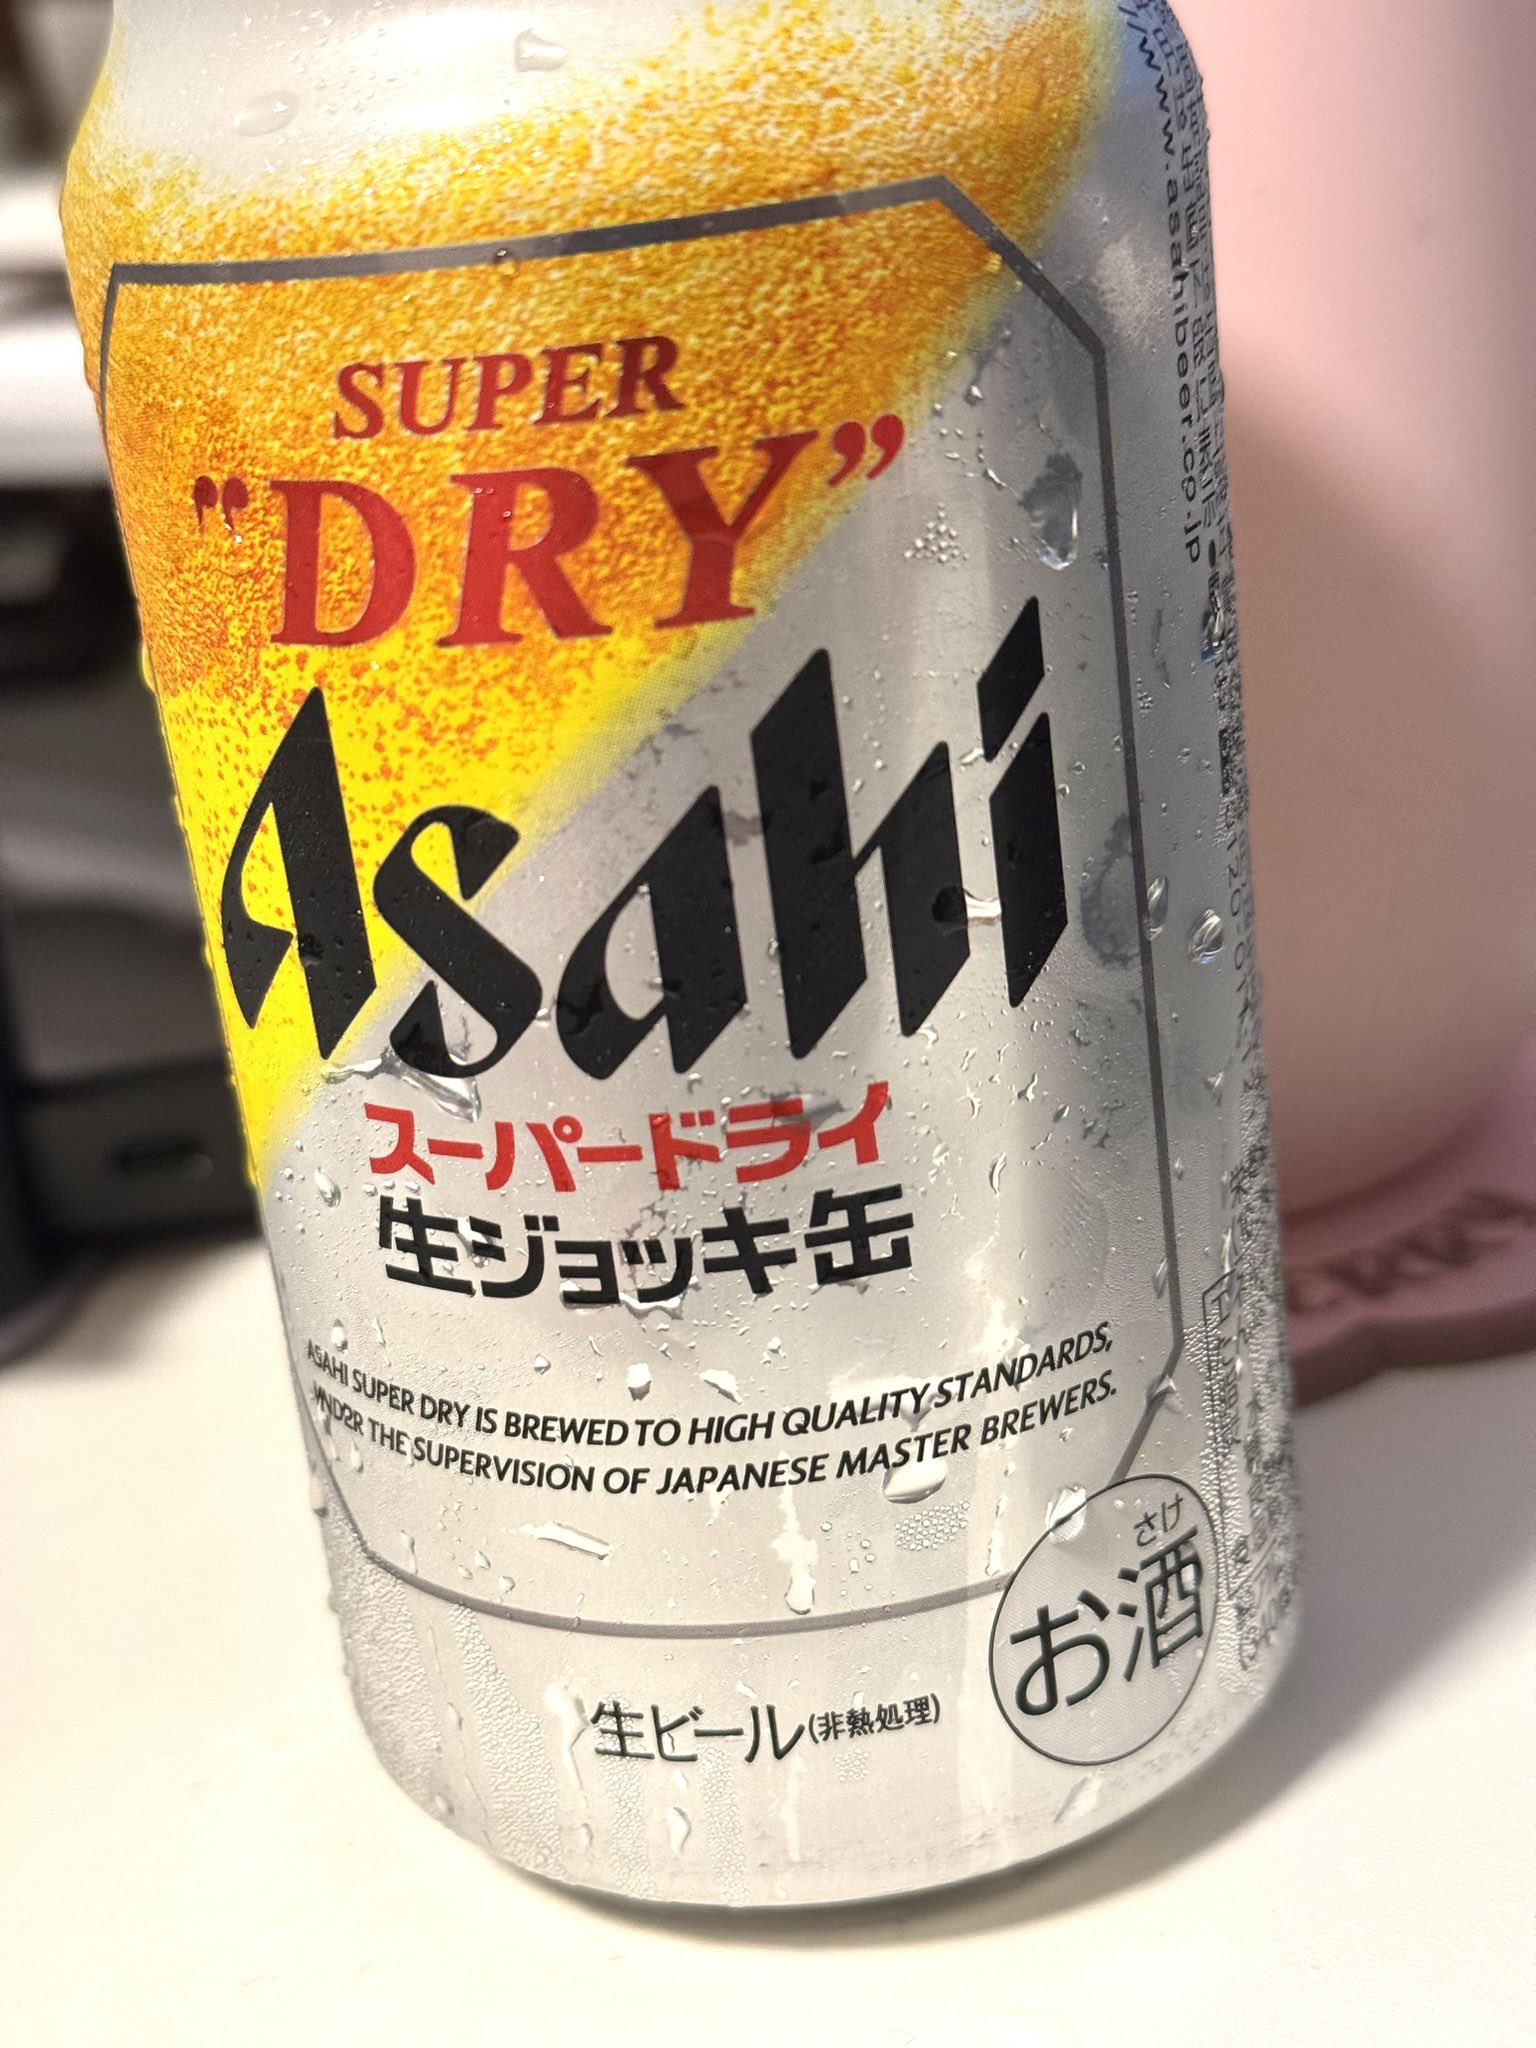 SUPER
"DRY"
Asahi
スーパードライ
生ジョッキ缶
ASAHI SUPER DRY IS BREWED TO HIGH QUALITY STANDARDS,
THE SUPERVISION OF JAPANESE MASTER BREWERS.
さけ
お酒
生ビール(非熱処理)
www.asahibeer.co.jp